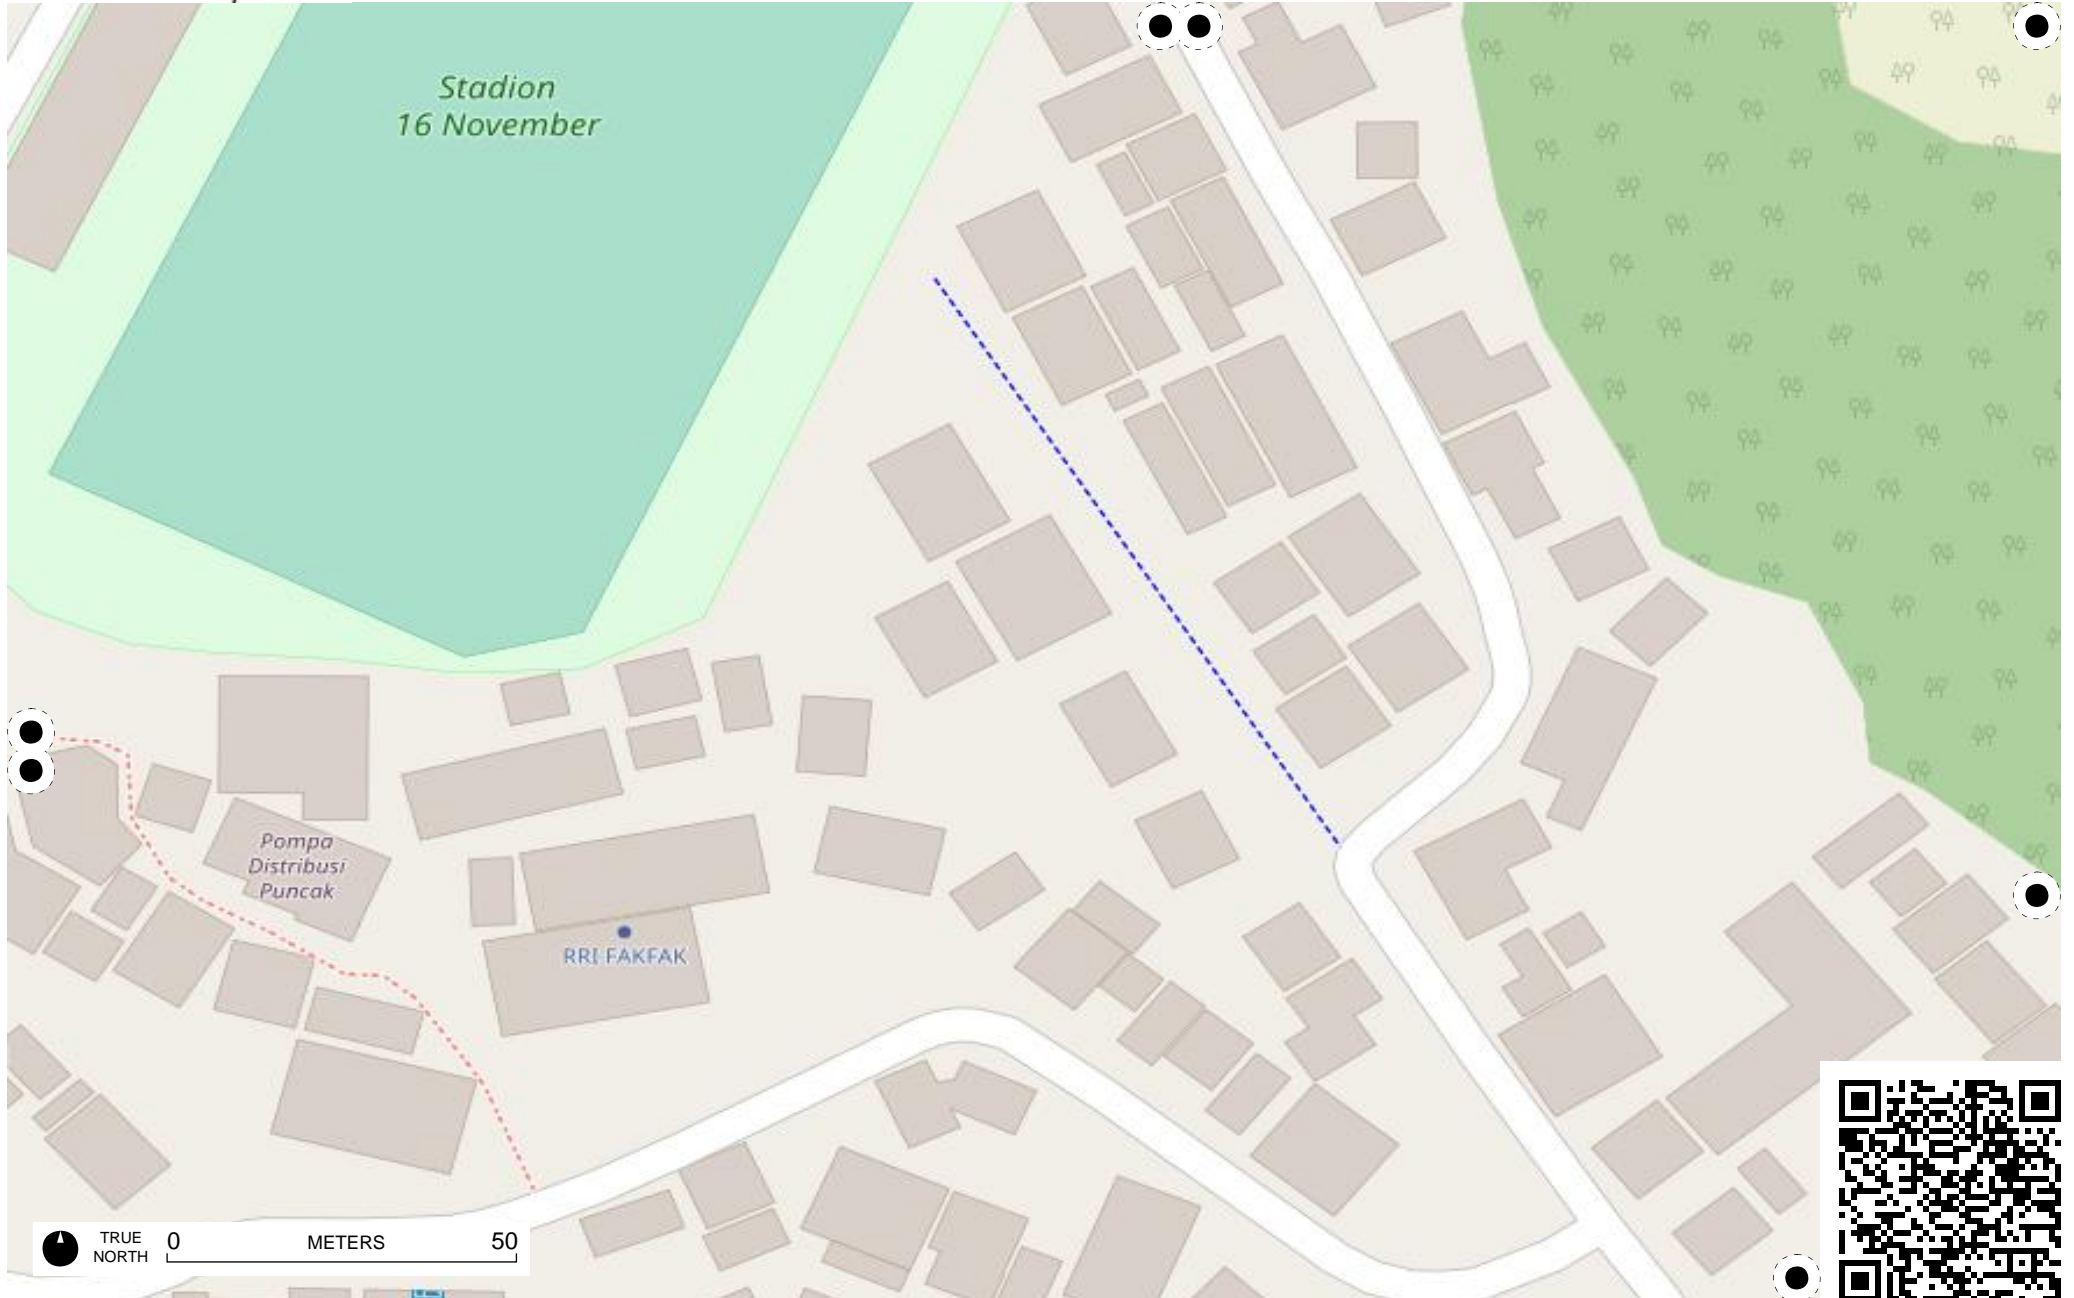 Stadion
16 November
Pompa
Distribusi
Puncak
RRI FAKFAK
TRUE
NORTH
0 METERS 50